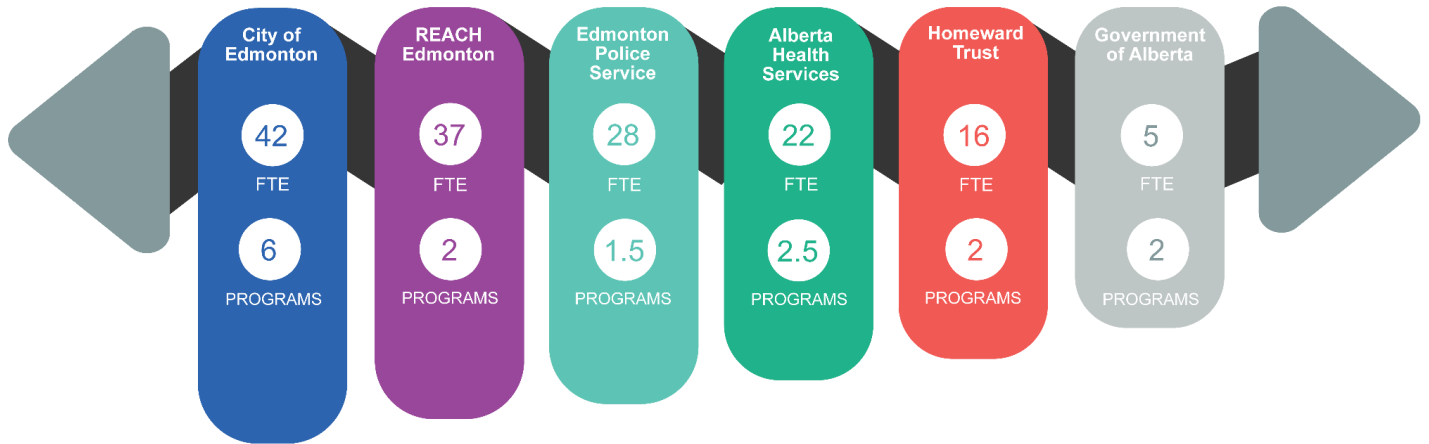 City of
Edmonton
42
FTE
6
PROGRAMS
REACH
Edmonton
37
FTE
2
PROGRAMS
Edmonton
Police
Service
28
FTE
1.5
PROGRAMS
Alberta
Health
Services
22
FTE
2.5
PROGRAMS
Homeward
Trust
16
FTE
2
PROGRAMS
Government
of Alberta
5
FTE
2
PROGRAMS